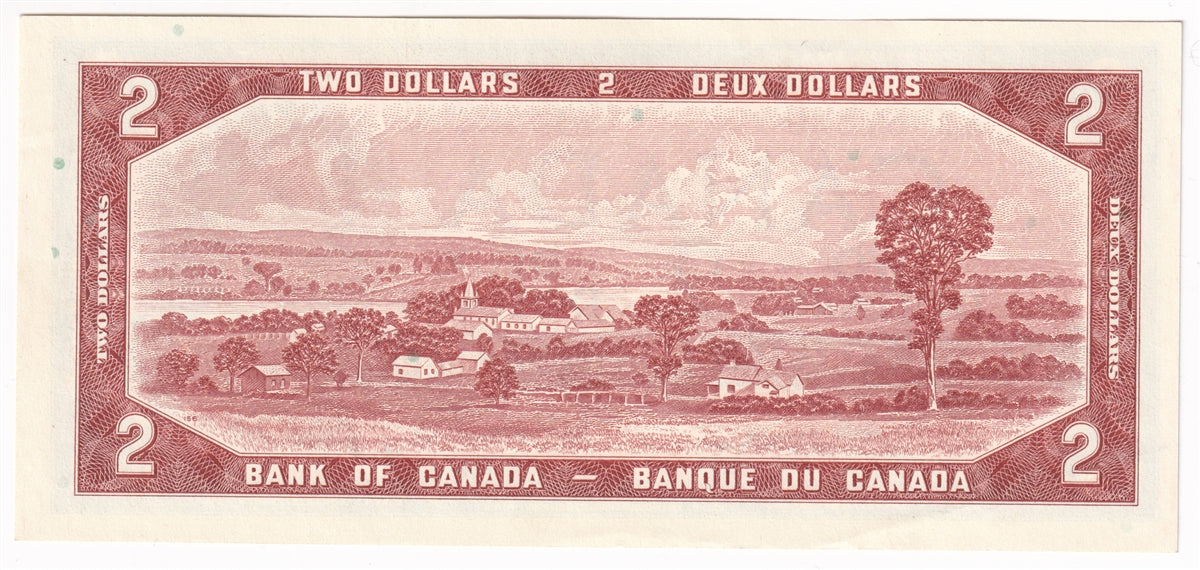 TWO DOLLARS 2 DEUX DOLLARS
2
2
TWO DOLLARS
DEUX DOLLARS
2
2
BANK OF CANADA – BANQUE DU CANADA